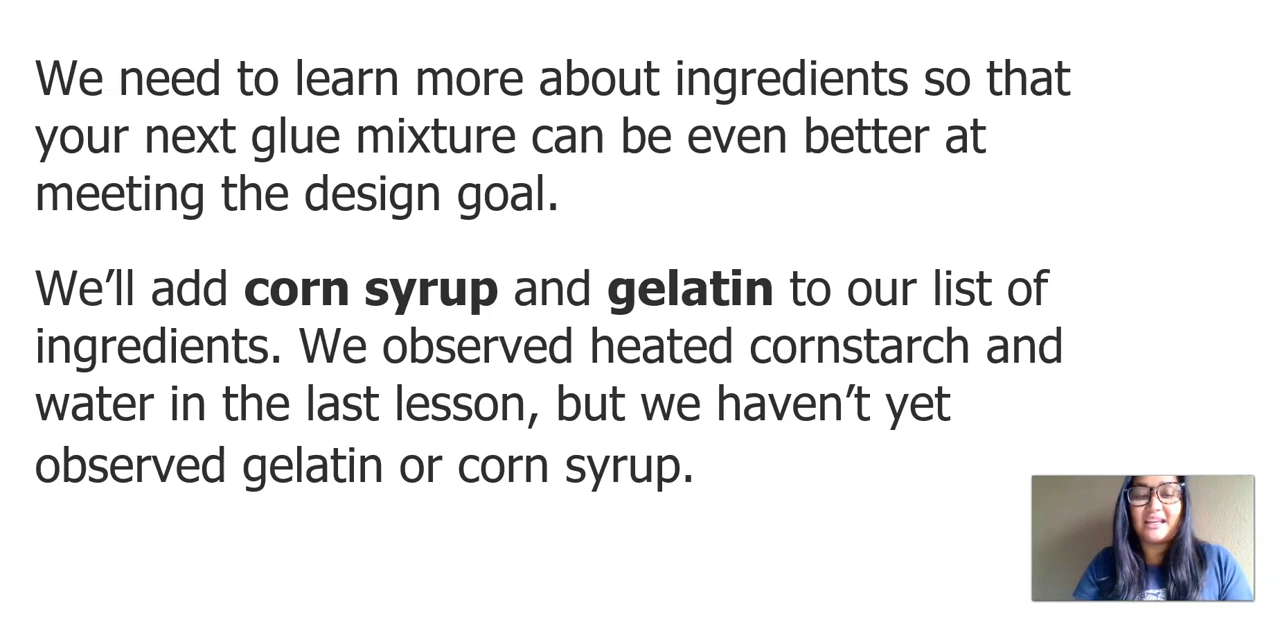 We need to learn more about ingredients so that
your next glue mixture can be even better at
meeting the design goal.
We’ll add corn syrup and gelatin to our list of
ingredients. We observed heated cornstarch and
water in the last lesson, but we haven’t yet
observed gelatin or corn syrup.